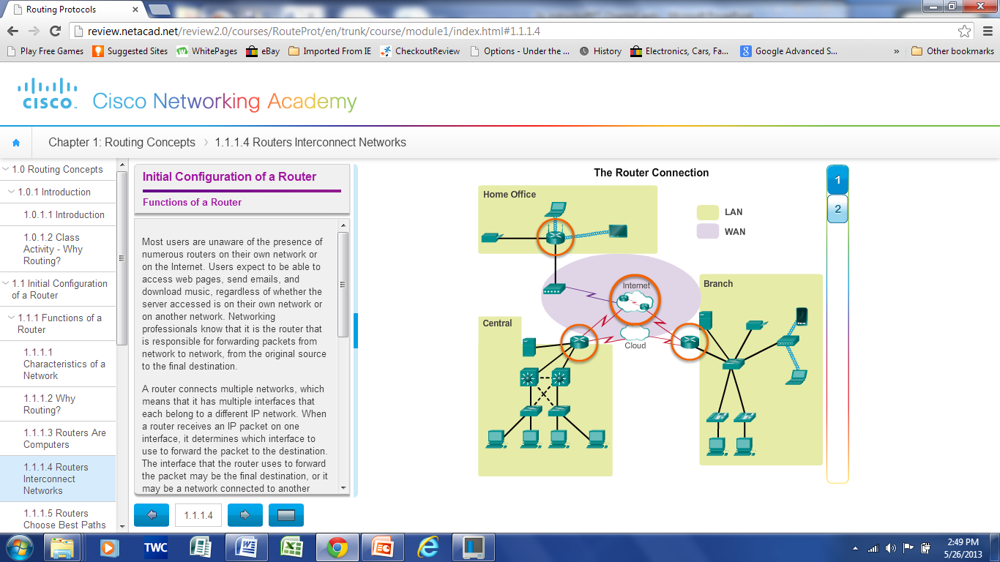 Routing Protocols
review.netacad.net/review2.0/courses/RouteProt/en/trunk/course/module1/index.html#1.1.1.4
Play Free Games
Suggested Sites
WhitePages
eBay
Imported From IE
CheckoutReview
Options - Under the ...
History
Electronics, Cars, Fa...
Google Advanced S...
»
Other bookmarks
CISCO. Cisco Networking Academy
Chapter 1: Routing Concepts › 1.1.1.4 Routers Interconnect Networks
1.0 Routing Concepts
1.0.1 Introduction
1.0.1.1 Introduction
1.0.1.2 Class
Activity - Why
Routing?
1.1 Initial Configuration
of a Router
1.1.1 Functions of a
Router
1.1.1.1
Characteristics of a
Network
1.1.1.2 Why
Routing?
1.1.1.3 Routers Are
Computers
1.1.1.4 Routers
Interconnect
Networks
1.1.1.5 Routers
Choose Best Paths
Initial Configuration of a Router
Functions of a Router
Most users are unaware of the presence of
numerous routers on their own network or
on the Internet. Users expect to be able to
access web pages, send emails, and
download music, regardless of whether the
server accessed is on their own network or
on another network. Networking
professionals know that it is the router that
is responsible for forwarding packets from
network to network, from the original source
to the final destination.
A router connects multiple networks, which
means that it has multiple interfaces that
each belong to a different IP network. When
a router receives an IP packet on one
interface, it determines which interface to
use to forward the packet to the destination.
The interface that the router uses to forward
the packet may be the final destination, or it
may be a network connected to another
1.1.1.4
The Router Connection
Home Office
LAN
WAN
Internet
Branch
Central
Cloud
1
2
TWC
2:49 PM
5/26/2013